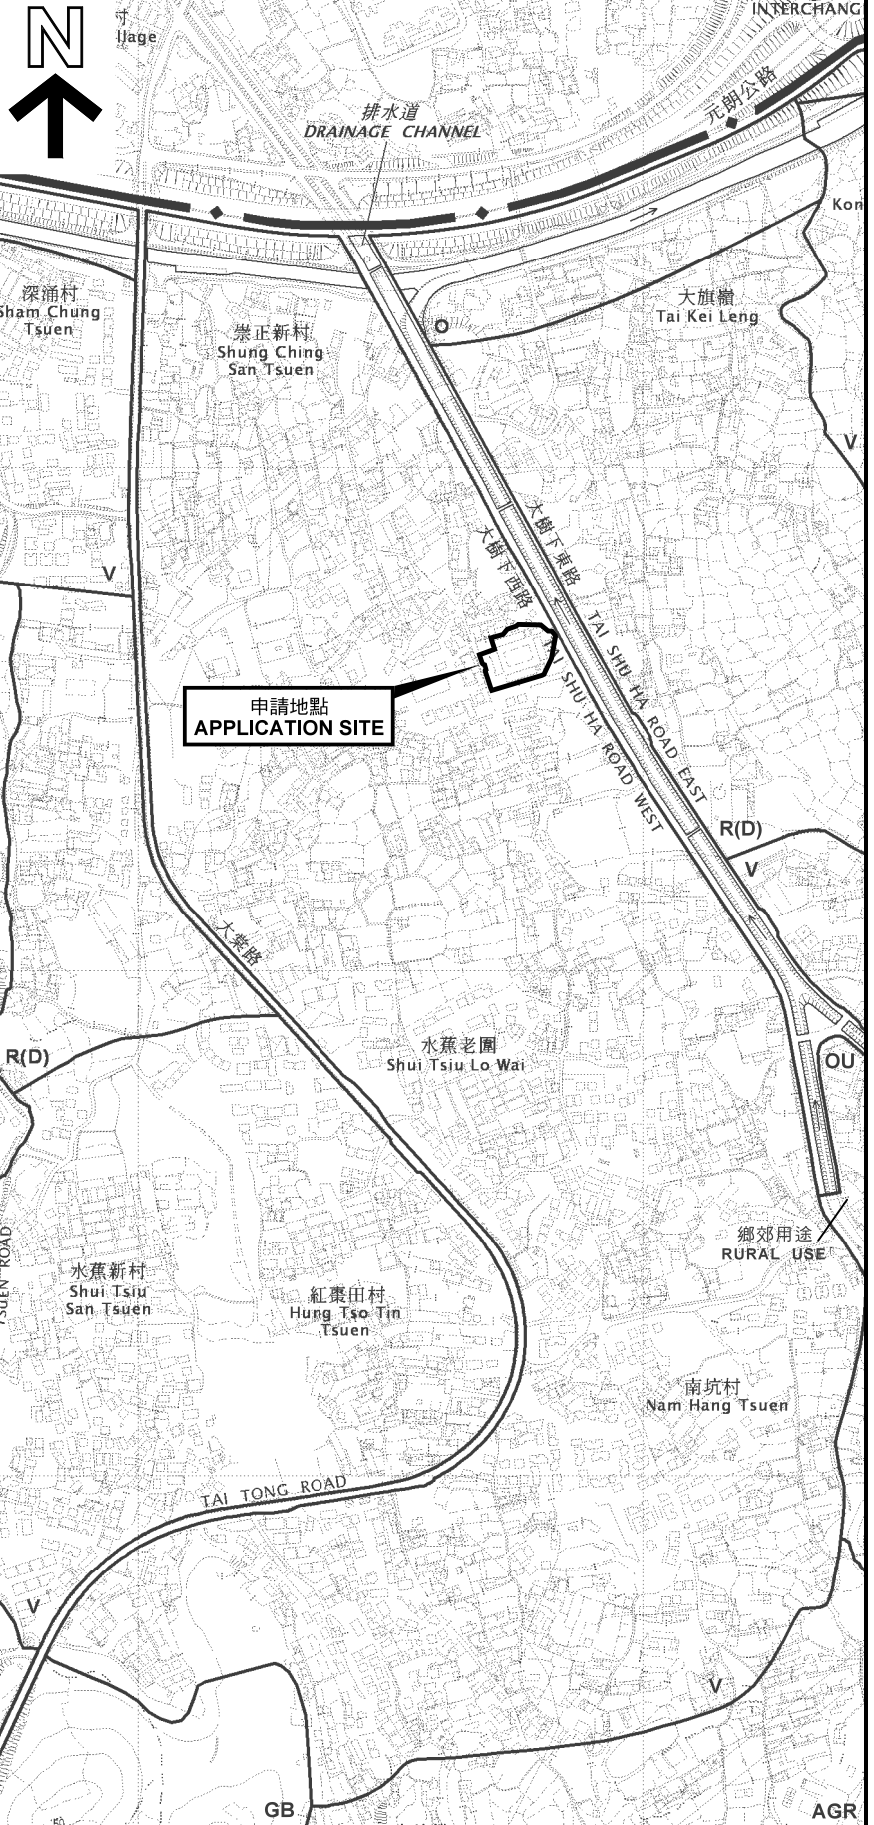 N
村
llage
INTERCHANG
元朗公路
排水道
DRAINAGE CHANNEL
Kon
深涌村
Sham Chung
Tsuen
崇正新村
Shung Ching
San Tsuen
大旗嶺
Tai Kei Leng
O
V
大樹下東路
大樹下西路
V
TAI SHU HA ROAD EAST
TAI SHU HA ROAD WEST
申請地點
APPLICATION SITE
R(D)
V
大棠路
R(D)
水蕉老圍
Shui Tsiu Lo Wai
OU
鄉郊用途
RURAL USE
TSUEN ROAD
水蕉新村
Shui Tsiu
San Tsuen
紅棗田村
Hung Tso Tin
Tsuen
南坑村
Nam Hang Tsuen
TAI TONG ROAD
V
V
GB
AGR
50